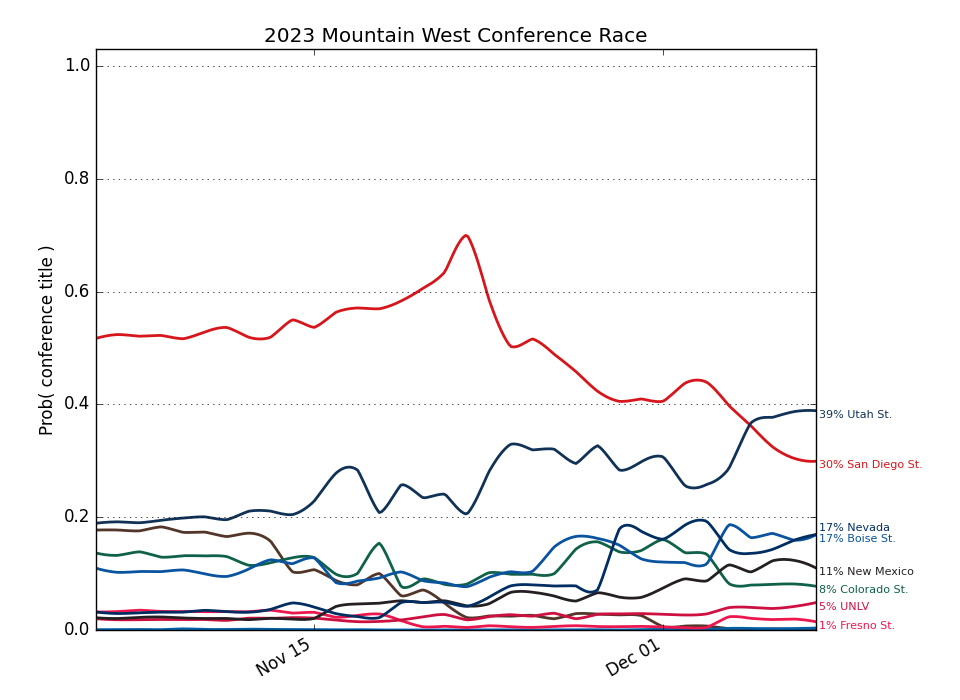 2023 Mountain West Conference Race
1.0
0.8
0.6
0.4
0.2
0.0
Prob( conference title )
Nov 15
Dec 01
39% Utah St.
30% San Diego St.
17% Nevada
17% Boise St.
11% New Mexico
8% Colorado St.
5% UNLV
1% Fresno St.